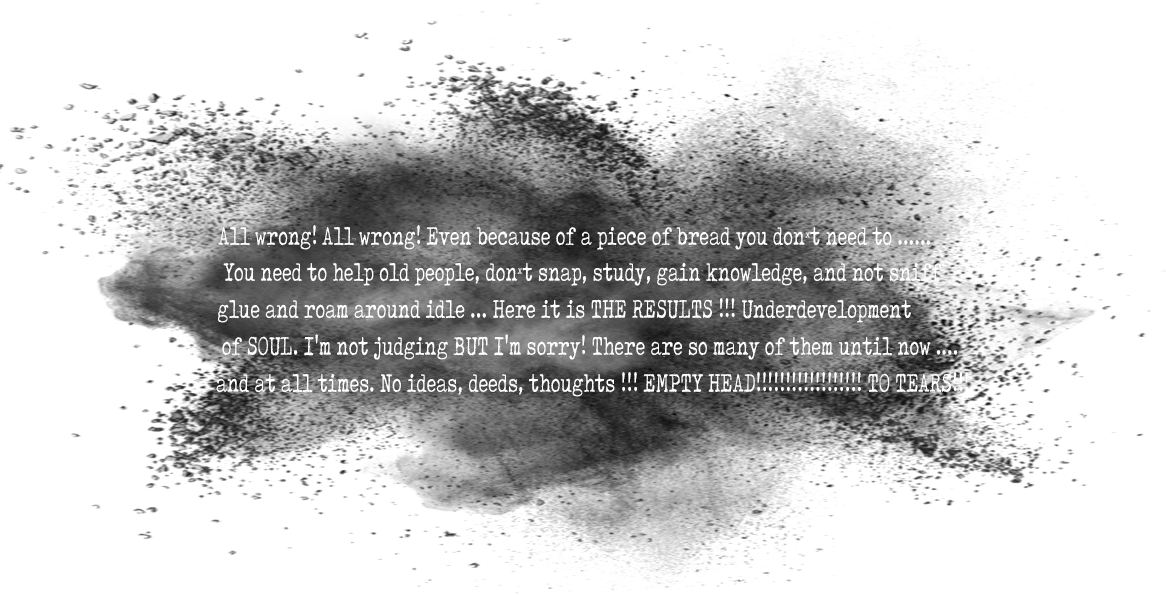 All wrong! All wrong! Even because of a piece of bread you don't need to ......
You need to help old people, don't snap, study, gain knowledge, and not sniff
glue and roam around idle ... Here it is THE RESULTS !!! Underdevelopment
of SOUL. I'm not judging BUT I'm sorry! There are so many of them until now ....
and at all times. No ideas, deeds, thoughts !!! EMPTY HEAD!!!!!!!!!!!!!!!!!! TO TEARS!!